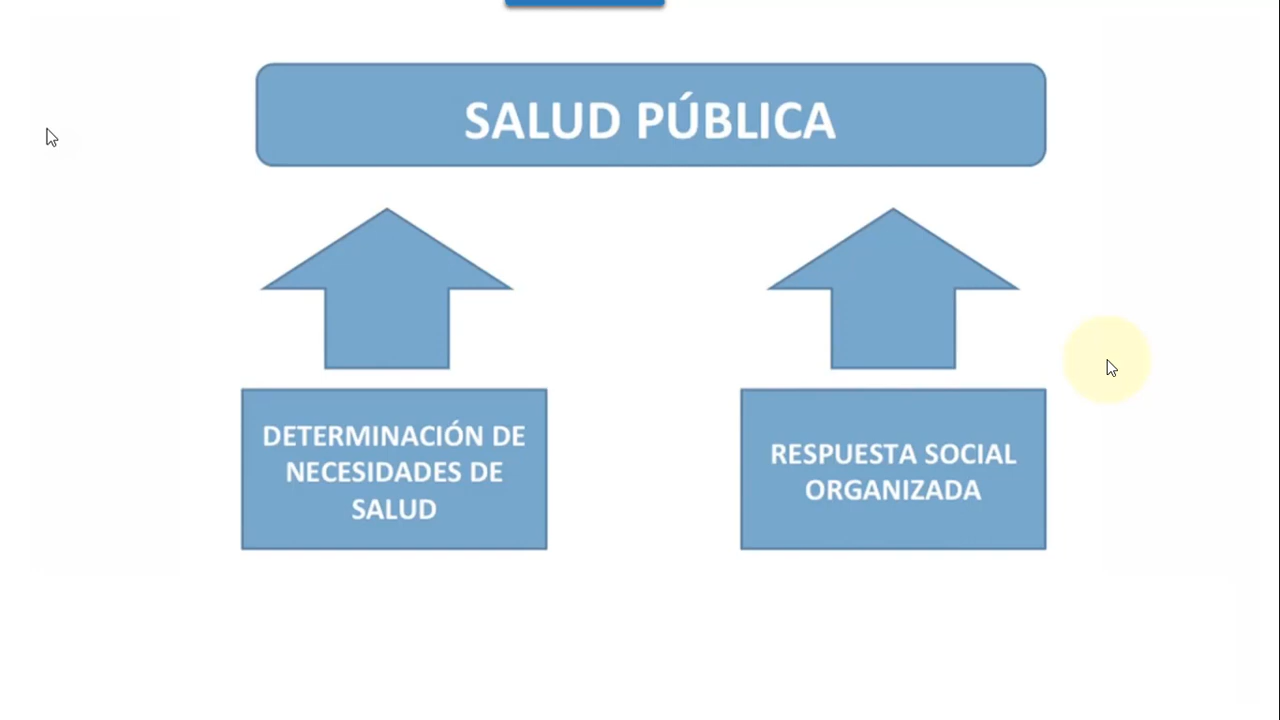 SALUD PÚBLICA
DETERMINACIÓN DE
NECESIDADES DE
SALUD
RESPUESTA SOCIAL
ORGANIZADA